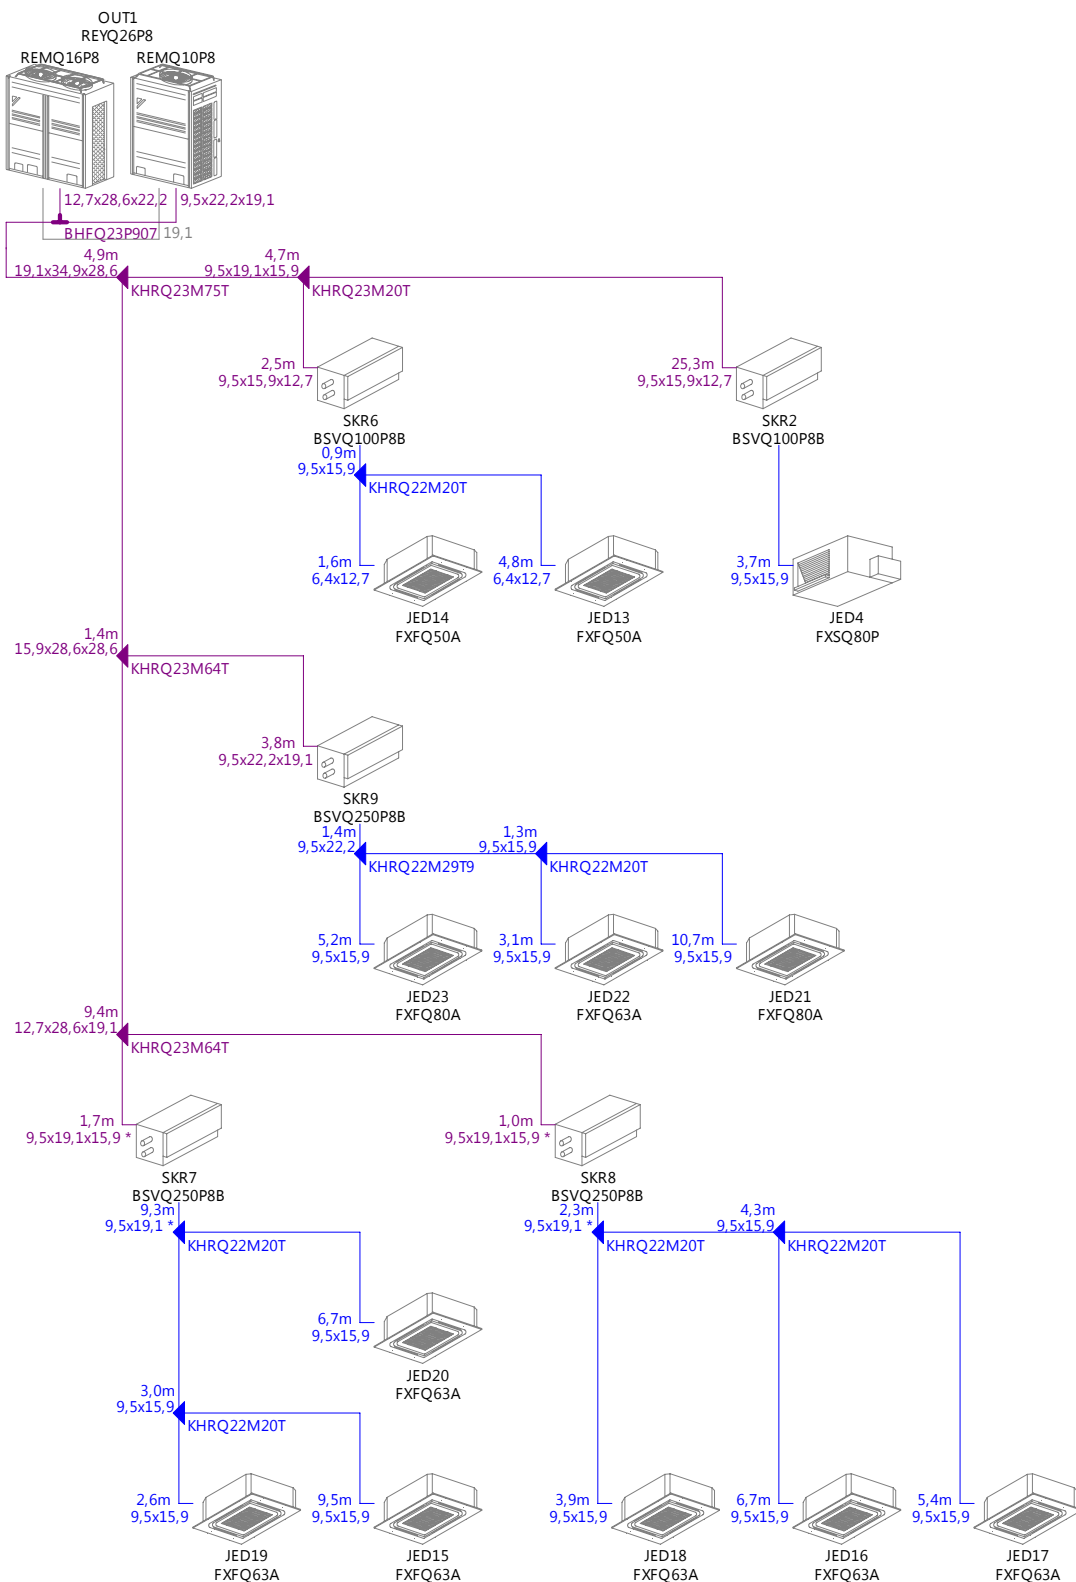 OUT1
REYQ26P8
REMQ16P8
REMQ10P8
12,7x28,6x22,2
9,5x22,2x19,1
BHFQ23P907
19,1
4,9m
19,1x34,9x28,6
KHRQ23M75T
4,7m
9,5x19,1x15,9
KHRQ23M20T
2,5m
9,5x15,9x12,7
25,3m
9,5x15,9x12,7
SKR6
BSVQ100P8B
SKR2
BSVQ100P8B
0,9m
9,5x15,9
KHRQ22M20T
1,6m
6,4x12,7
4,8m
6,4x12,7
3,7m
9,5x15,9
JED14
FXFQ50A
JED13
FXFQ50A
JED4
FXSQ80P
1,4m
15,9x28,6x28,6
KHRQ23M64T
3,8m
9,5x22,2x19,1
SKR9
BSVQ250P8B
1,4m
9,5x22,2
KHRQ22M29T9
1,3m
9,5x15,9
KHRQ22M20T
5,2m
9,5x15,9
3,1m
9,5x15,9
10,7m
9,5x15,9
JED23
FXFQ80A
JED22
FXFQ63A
JED21
FXFQ80A
9,4m
12,7x28,6x19,1
KHRQ23M64T
1,7m
9,5x19,1x15,9 *
1,0m
9,5x19,1x15,9 *
SKR7
BSVQ250P8B
SKR8
BSVQ250P8B
9,3m
9,5x19,1 *
KHRQ22M20T
2,3m
9,5x19,1 *
KHRQ22M20T
4,3m
9,5x15,9
KHRQ22M20T
6,7m
9,5x15,9
JED20
FXFQ63A
3,0m
9,5x15,9
KHRQ22M20T
2,6m
9,5x15,9
9,5m
9,5x15,9
3,9m
9,5x15,9
6,7m
9,5x15,9
5,4m
9,5x15,9
JED19
FXFQ63A
JED15
FXFQ63A
JED18
FXFQ63A
JED16
FXFQ63A
JED17
FXFQ63A